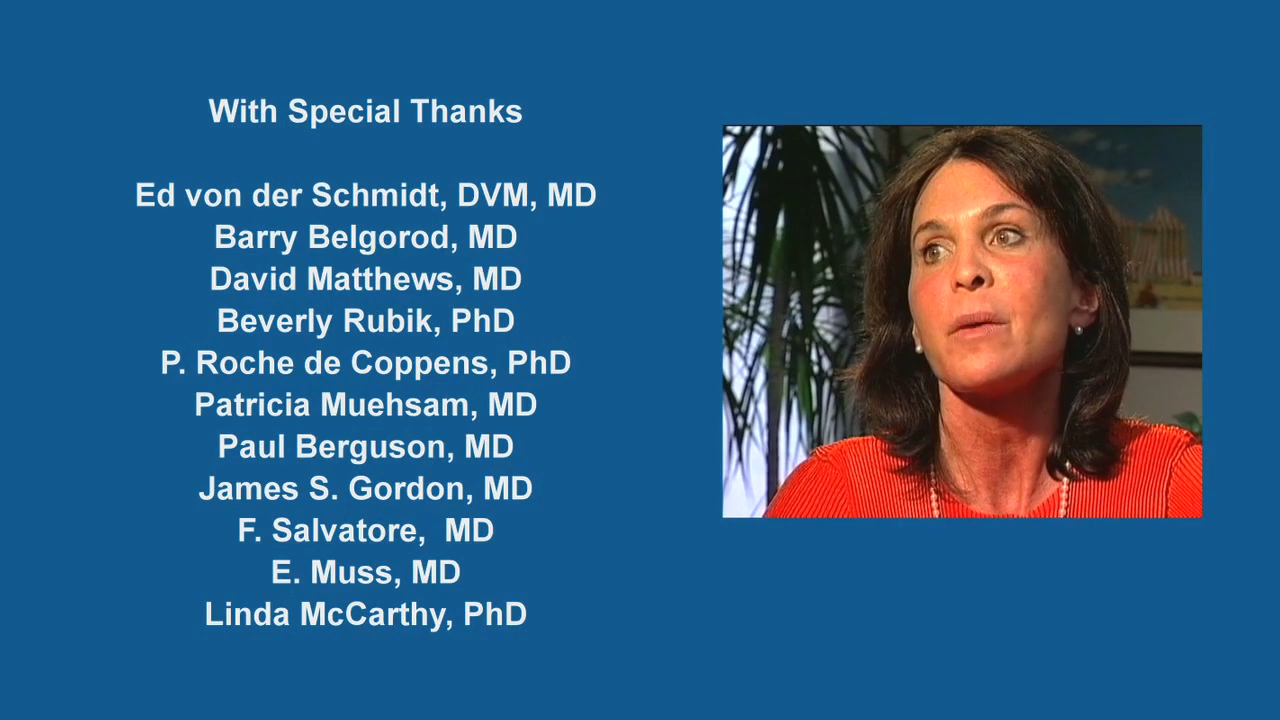 With Special Thanks
Ed von der Schmidt, DVM, MD
Barry Belgorod, MD
David Matthews, MD
Beverly Rubik, PhD
P. Roche de Coppens, PhD
Patricia Muehsam, MD
Paul Berguson, MD
James S. Gordon, MD
F. Salvatore,  MD
E. Muss, MD
Linda McCarthy, PhD